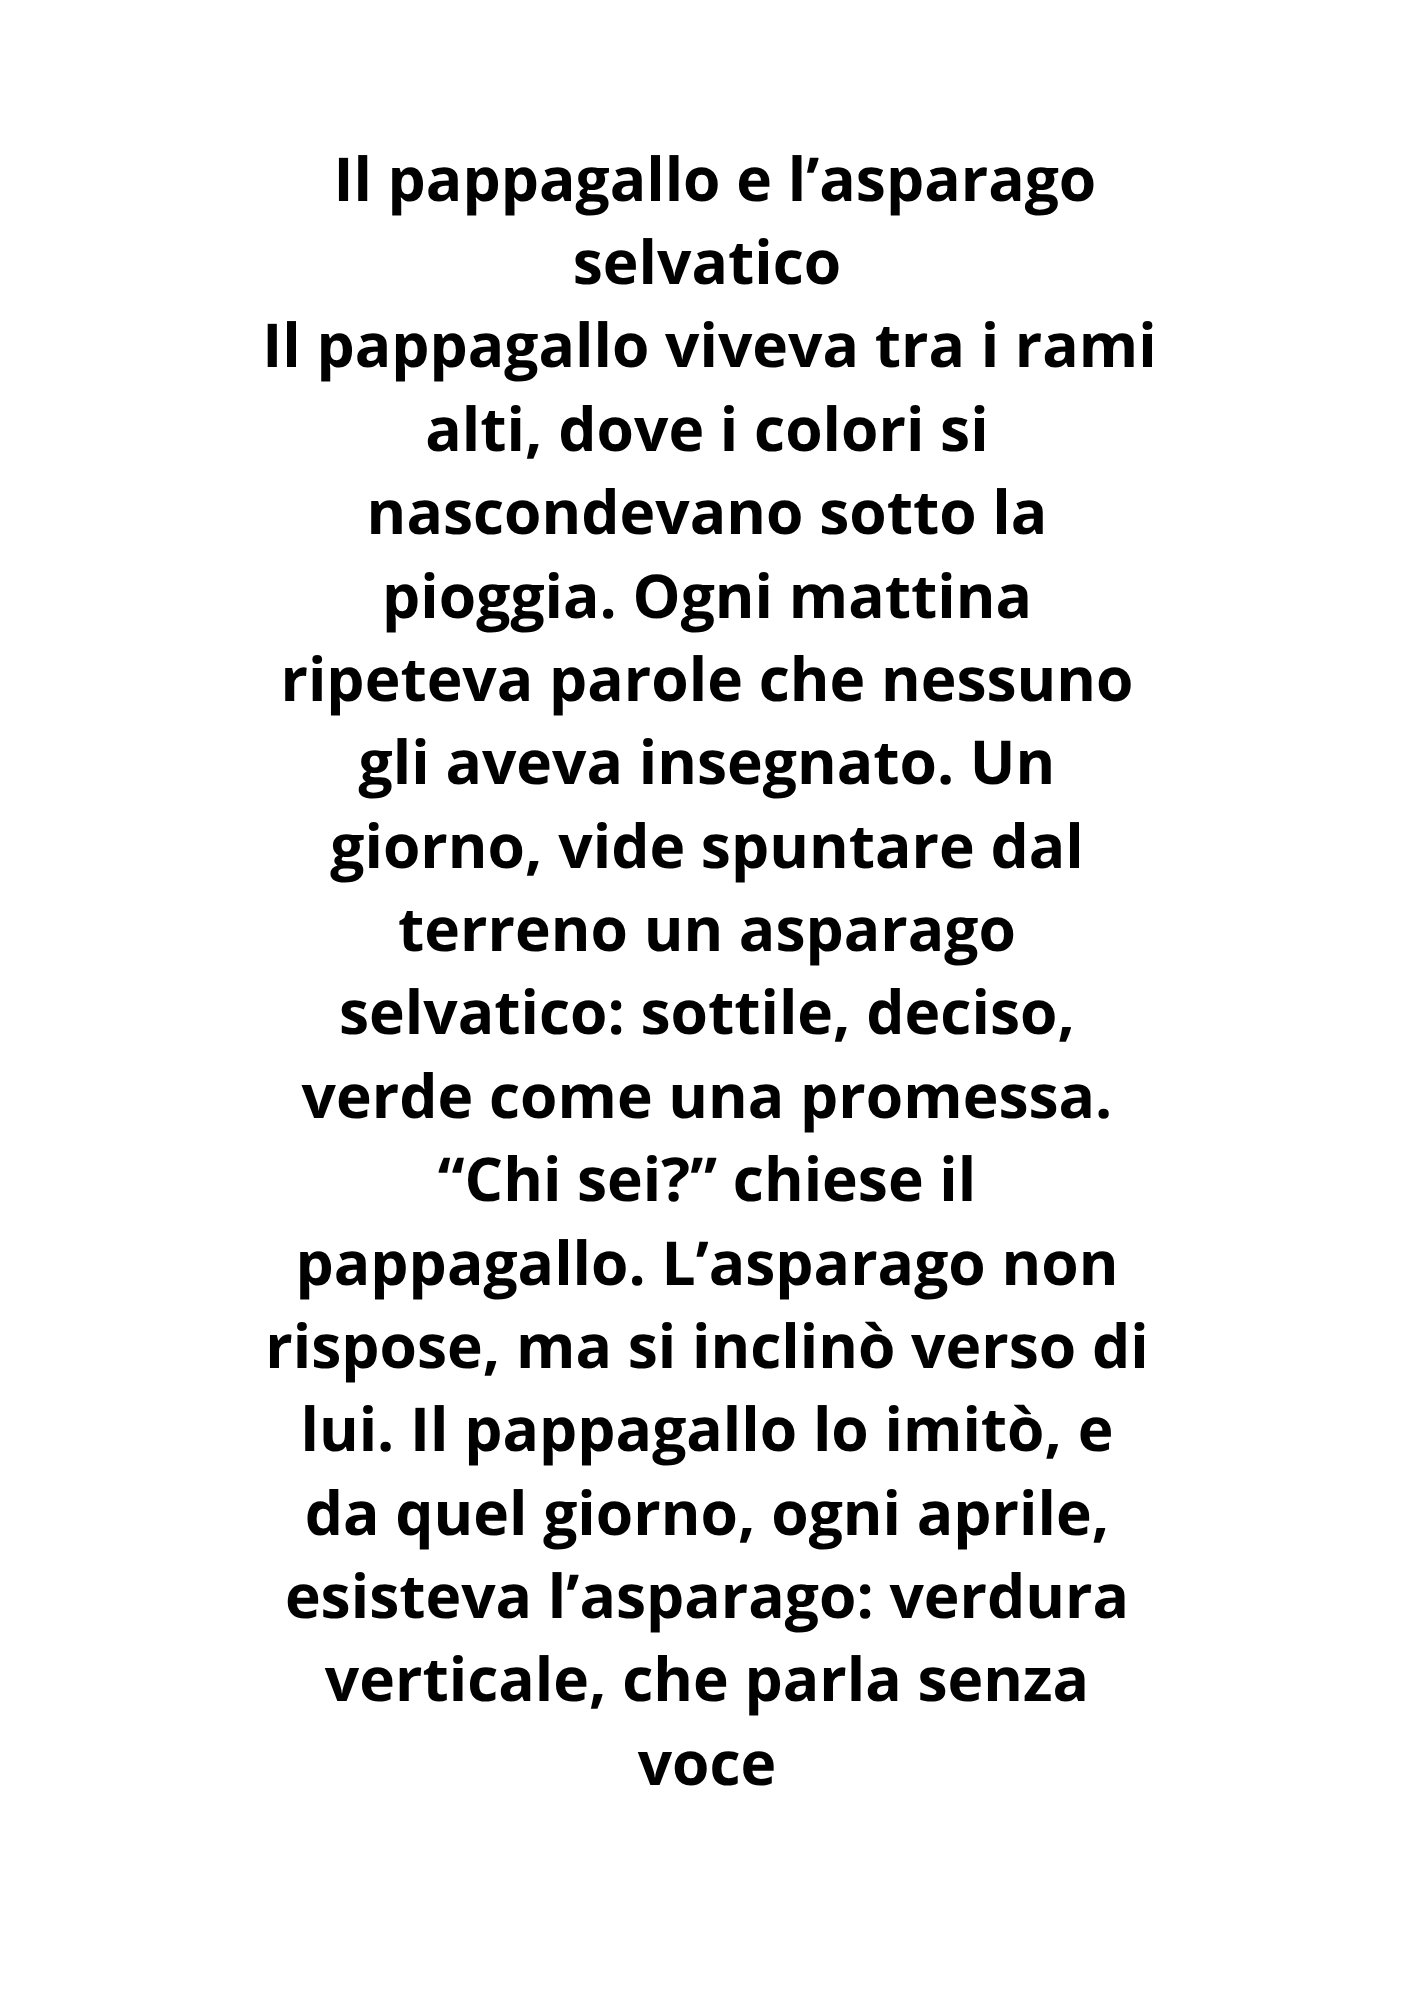 Il pappagallo e l’asparago
selvatico
Il pappagallo viveva tra i rami
alti, dove i colori si
nascondevano sotto la
pioggia. Ogni mattina
ripeteva parole che nessuno
gli aveva insegnato. Un
giorno, vide spuntare dal
terreno un asparago
selvatico: sottile, deciso,
verde come una promessa.
“Chi sei?” chiese il
pappagallo. L’asparago non
rispose, ma si inclinò verso di
lui. Il pappagallo lo imitò, e
da quel giorno, ogni aprile,
esisteva l’asparago: verdura
verticale, che parla senza
voce